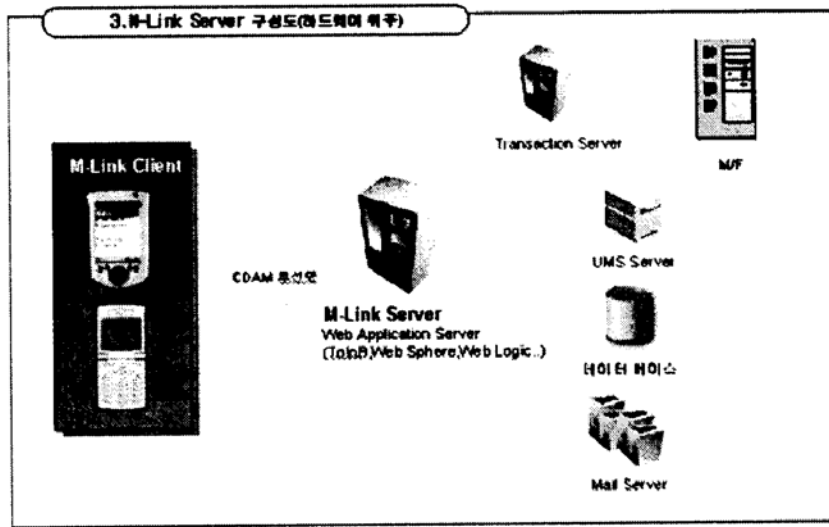 3.M-Link Server 구성도(하드웨어 위주)
M-Link Client
CDAM 통신망
M-Link Server
Web Application Server
(Web Sphere,Web Logic..)
Transaction Server
M/F
UMS Server
데이터 베이스
Mail Server